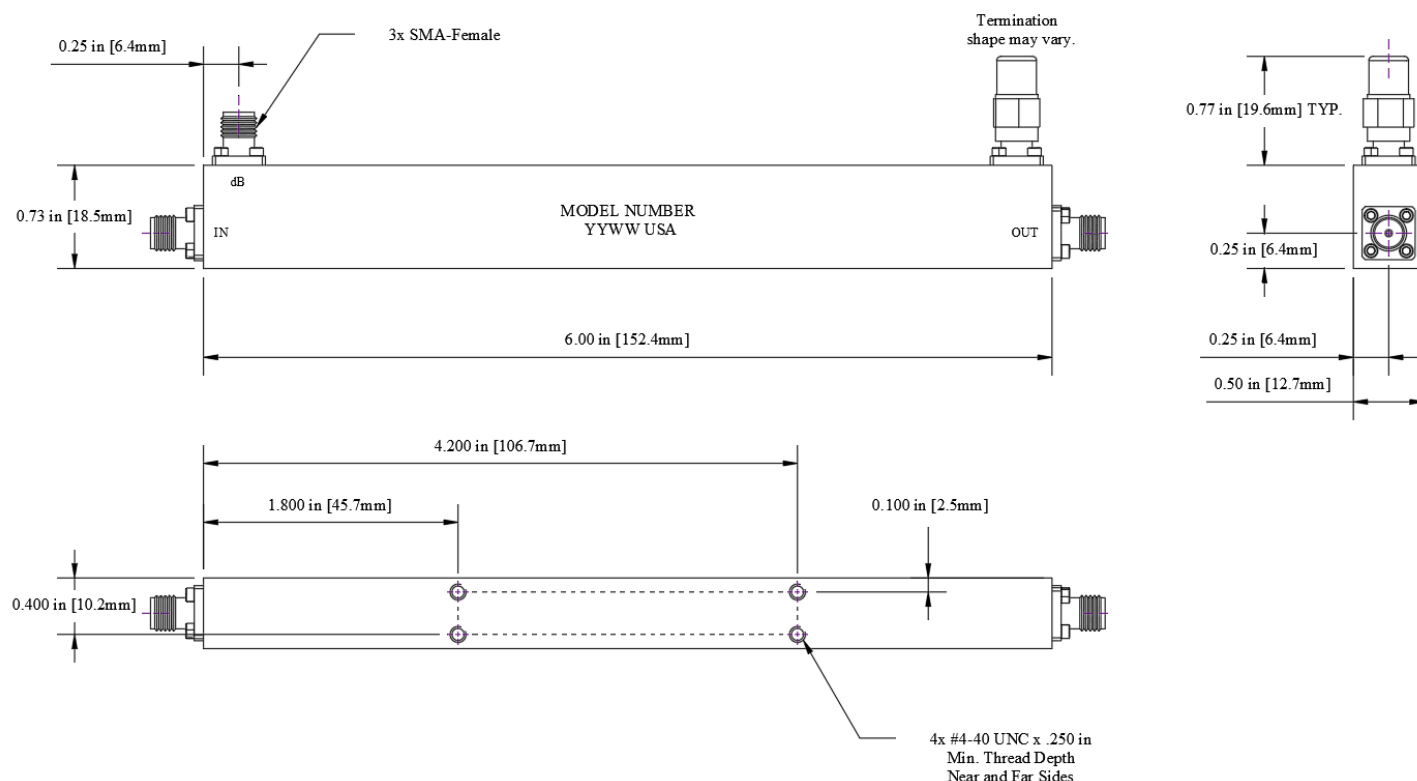 Termination
shape may vary.
0.25 in [6.4mm]
3x SMA-Female
0.77 in [19.6mm] TYP.
dB
0.73 in [18.5mm]
IN
MODEL NUMBER
YYWW USA
OUT
0.25 in [6.4mm]
6.00 in [152.4mm]
0.25 in [6.4mm]
0.50 in [12.7mm]
4.200 in [106.7mm]
1.800 in [45.7mm]
0.100 in [2.5mm]
0.400 in [10.2mm]
4x #4-40 UNC x .250 in
Min. Thread Depth
Near and Far Sides